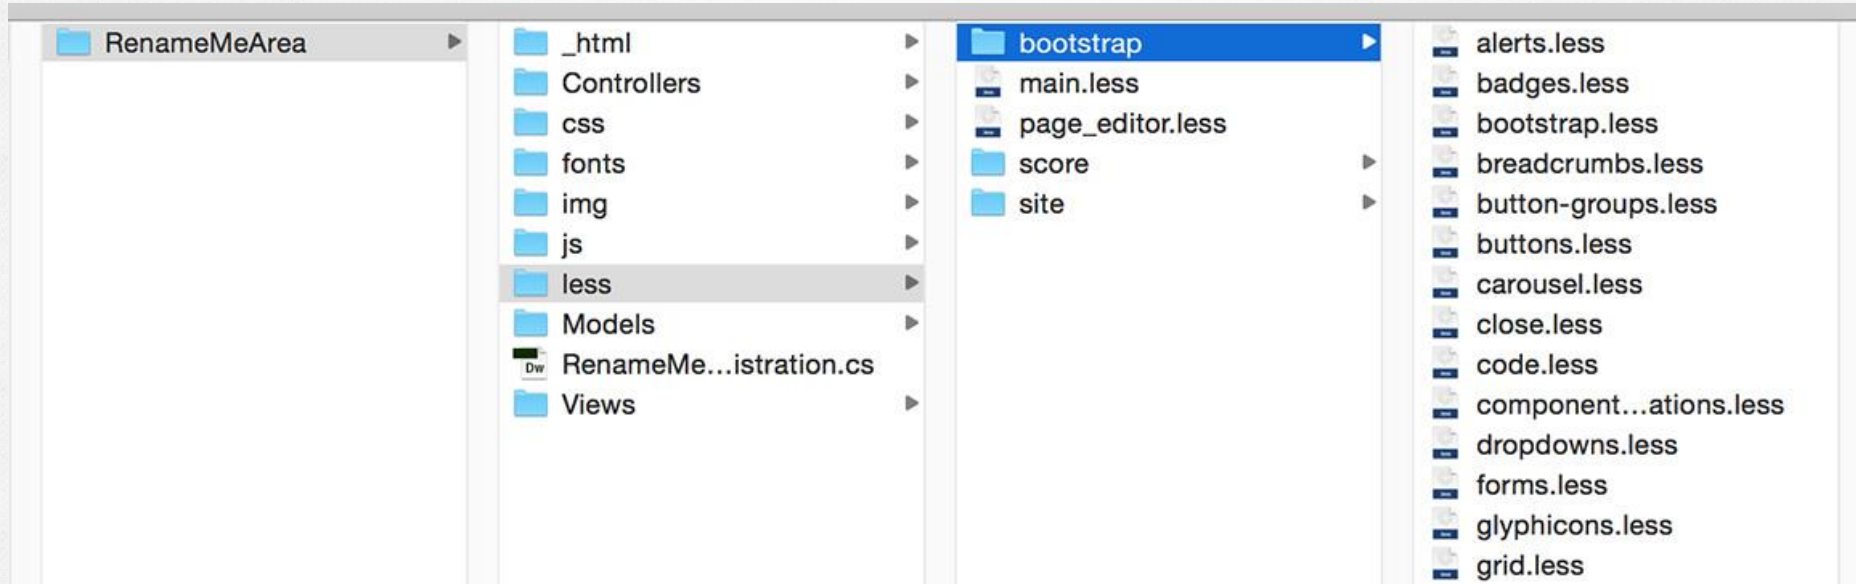 RenameMeArea
_html
Controllers
css
fonts
img
js
less
Models
Dw
RenameMe...istration.cs
Views
bootstrap
main.less
page_editor.less
score
site
alerts.less
badges.less
bootstrap.less
breadcrumbs.less
button-groups.less
buttons.less
carousel.less
close.less
code.less
component...ations.less
dropdowns.less
forms.less
glyphicons.less
grid.less